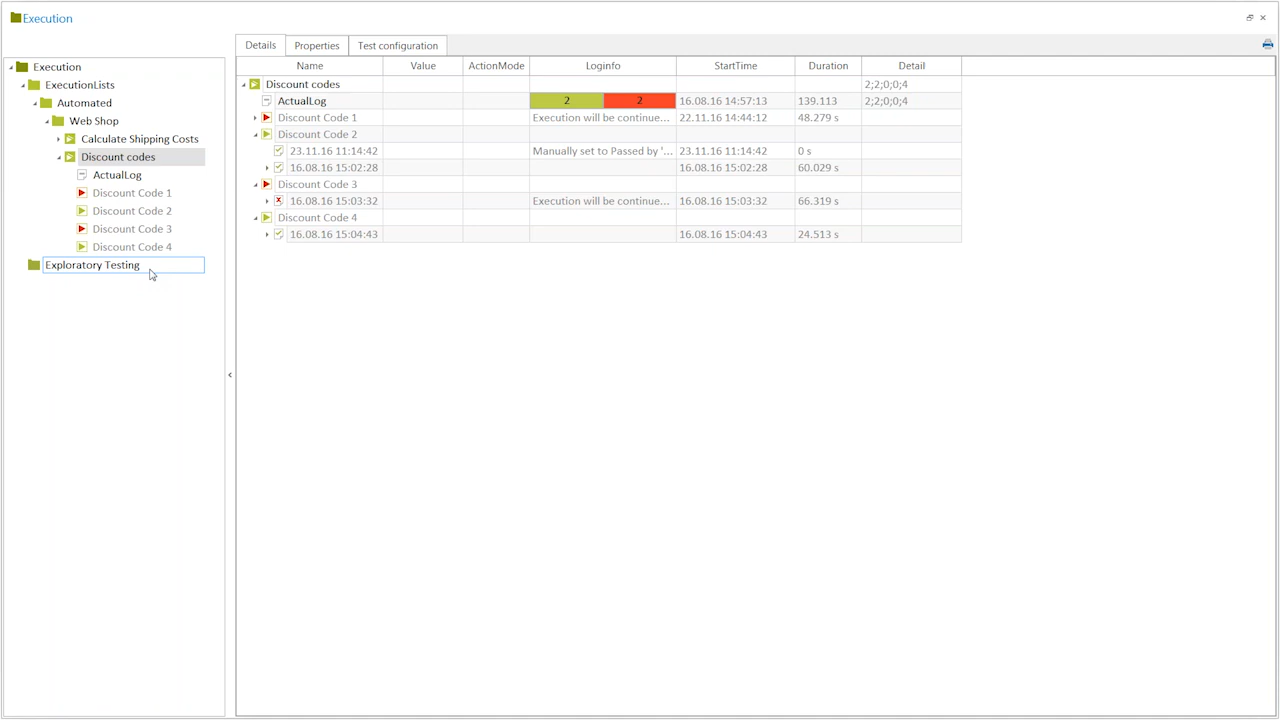 Execution
Execution
ExecutionLists
Automated
Web Shop
Calculate Shipping Costs
Discount codes
ActualLog
Discount Code 1
Discount Code 2
Discount Code 3
Discount Code 4
Exploratory Testing
Details Properties Test configuration
Name Value ActionMode Loginfo StartTime Duration Detail
Discount codes 2;2;0;0;4
ActualLog 2 2 16.08.16 14:57:13 139.113 2;2;0;0;4
Discount Code 1 Execution will be continue... 22.11.16 14:44:12 48.279 s
Discount Code 2
23.11.16 11:14:42 Manually set to Passed by '... 23.11.16 11:14:42 0 s
16.08.16 15:02:28 16.08.16 15:02:28 60.029 s
Discount Code 3
16.08.16 15:03:32 Execution will be continue... 16.08.16 15:03:32 66.319 s
Discount Code 4
16.08.16 15:04:43 16.08.16 15:04:43 24.513 s